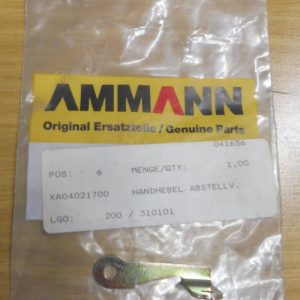 AMMANN
Original Ersatzteile / Genuine Parts
041656
POS: 6 MENGE/QTY: 1,00
XA04021700 HANDHEBEL ABSTELLV.
LGO: 200 / 310101